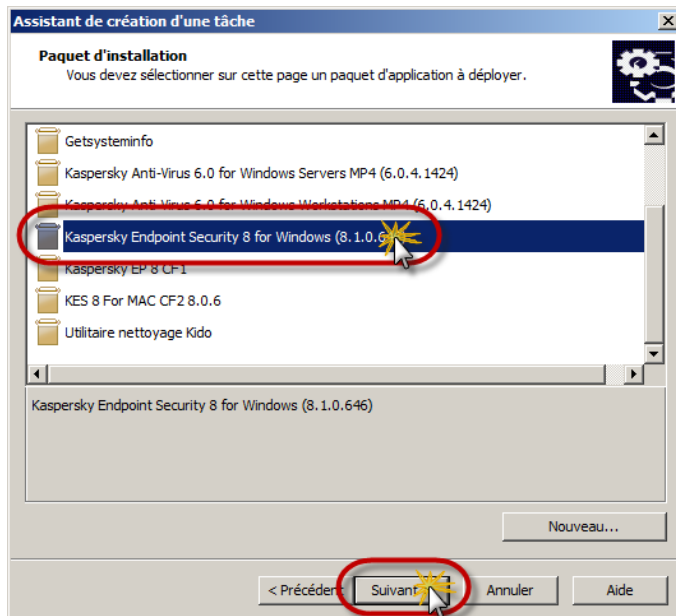 Assistant de création d'une tâche
Paquet d'installation
Vous devez sélectionner sur cette page un paquet d'application à déployer.
Getsysteminfo
Kaspersky Anti-Virus 6.0 for Windows Servers MP4 (6.0.4.1424)
Kaspersky Anti-Virus 6.0 for Windows Workstations MP4 (6.0.4.1424)
Kaspersky Endpoint Security 8 for Windows (8.1.0.6
Kaspersky EP 8 CF1
KES 8 For MAC CF2 8.0.6
Utilitaire nettoyage Kido
Kaspersky Endpoint Security 8 for Windows (8.1.0.646)
Nouveau...
< Précédent Suivant Annuler Aide